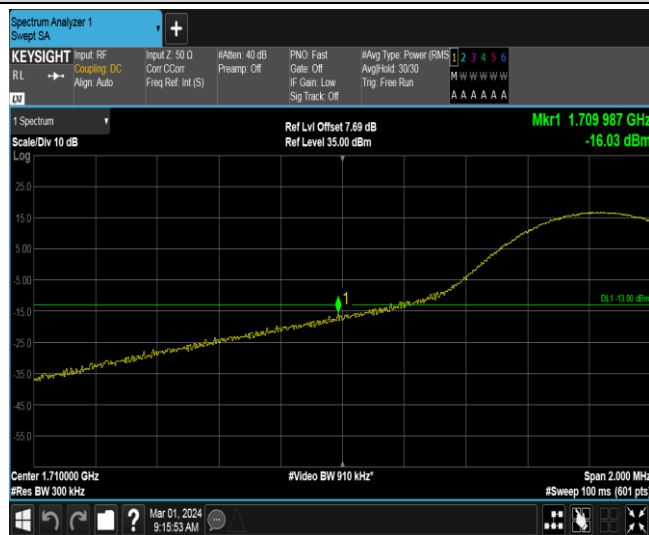 Spectrum Analyzer 1
Swept SA
KEYSIGHT
RL
LXI
Input: RF
Coupling: DC
Align: Auto
Input Z: 50 Ω
Corr CCorr
Freq Ref: Int (S)
#Atten: 40 dB
Preamp: Off
PNO: Fast
Gate: Off
IF Gain: Low
Sig Track: Off
#Avg Type: Power (RMS
Avg|Hold: 30/30
Trig: Free Run
1 2 3 4 5 6
M W W W W W
A A A A A A
1 Spectrum
Scale/Div 10 dB
Log
Ref Lvl Offset 7.69 dB
Ref Level 35.00 dBm
Mkr1 1.709 987 GHz
-16.03 dBm
25.0
15.0
5.00
-5.00
1
DL1 -13.00 dBm
-15.0
-25.0
-35.0
-45.0
-55.0
Center 1.710000 GHz
#Res BW 300 kHz
#Video BW 910 kHz*
Span 2.000 MHz
#Sweep 100 ms (601 pts)
?
Mar 01, 2024
9:15:53 AM